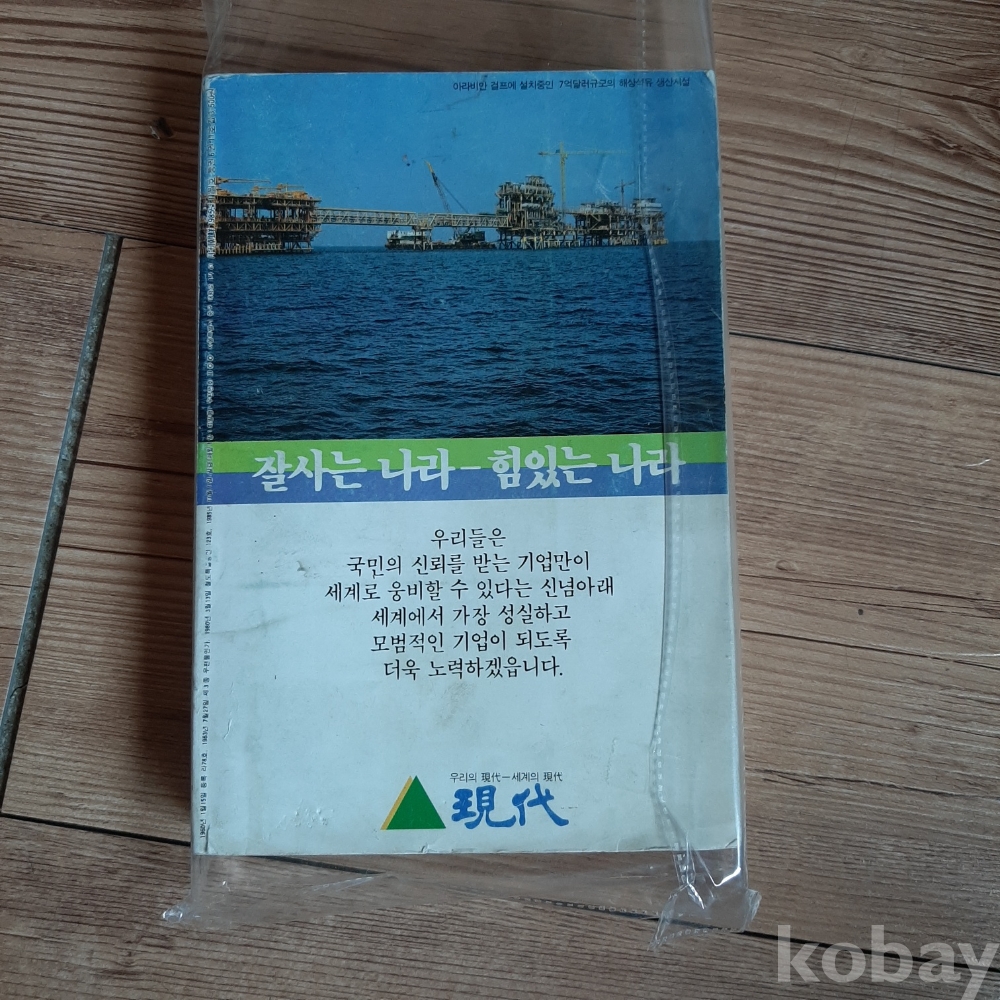 아라비안 걸프에 설치중인 7억달러규모의 해상석유 생산시설
잘사는 나라 – 힘있는 나라
우리들은
국민의 신뢰를 받는 기업만이
세계로 웅비할 수 있다는 신념아래
세계에서 가장 성실하고
모범적인 기업이 되도록
더욱 노력하겠읍니다.
우리의 現代 – 세계의 現代
現代
kobay